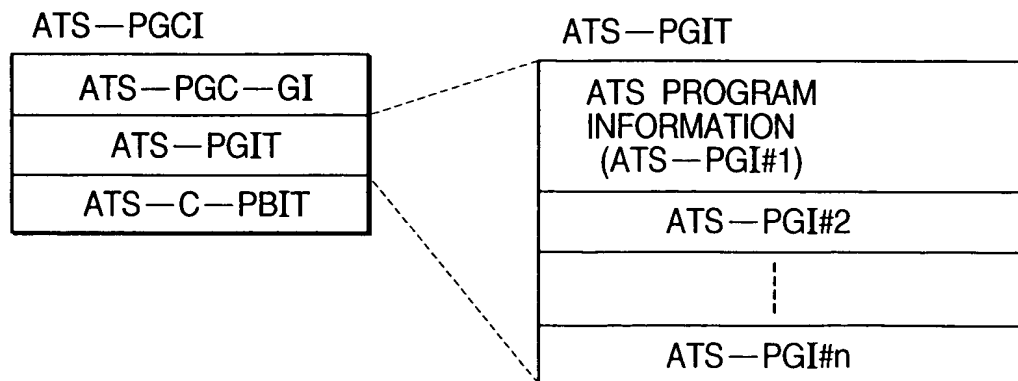 ATS—PGCI
ATS—PGC—GI
ATS—PGIT
ATS—C—PBIT
ATS—PGIT
ATS PROGRAM
INFORMATION
(ATS—PGI#1)
ATS—PGI#2
ATS—PGI#n